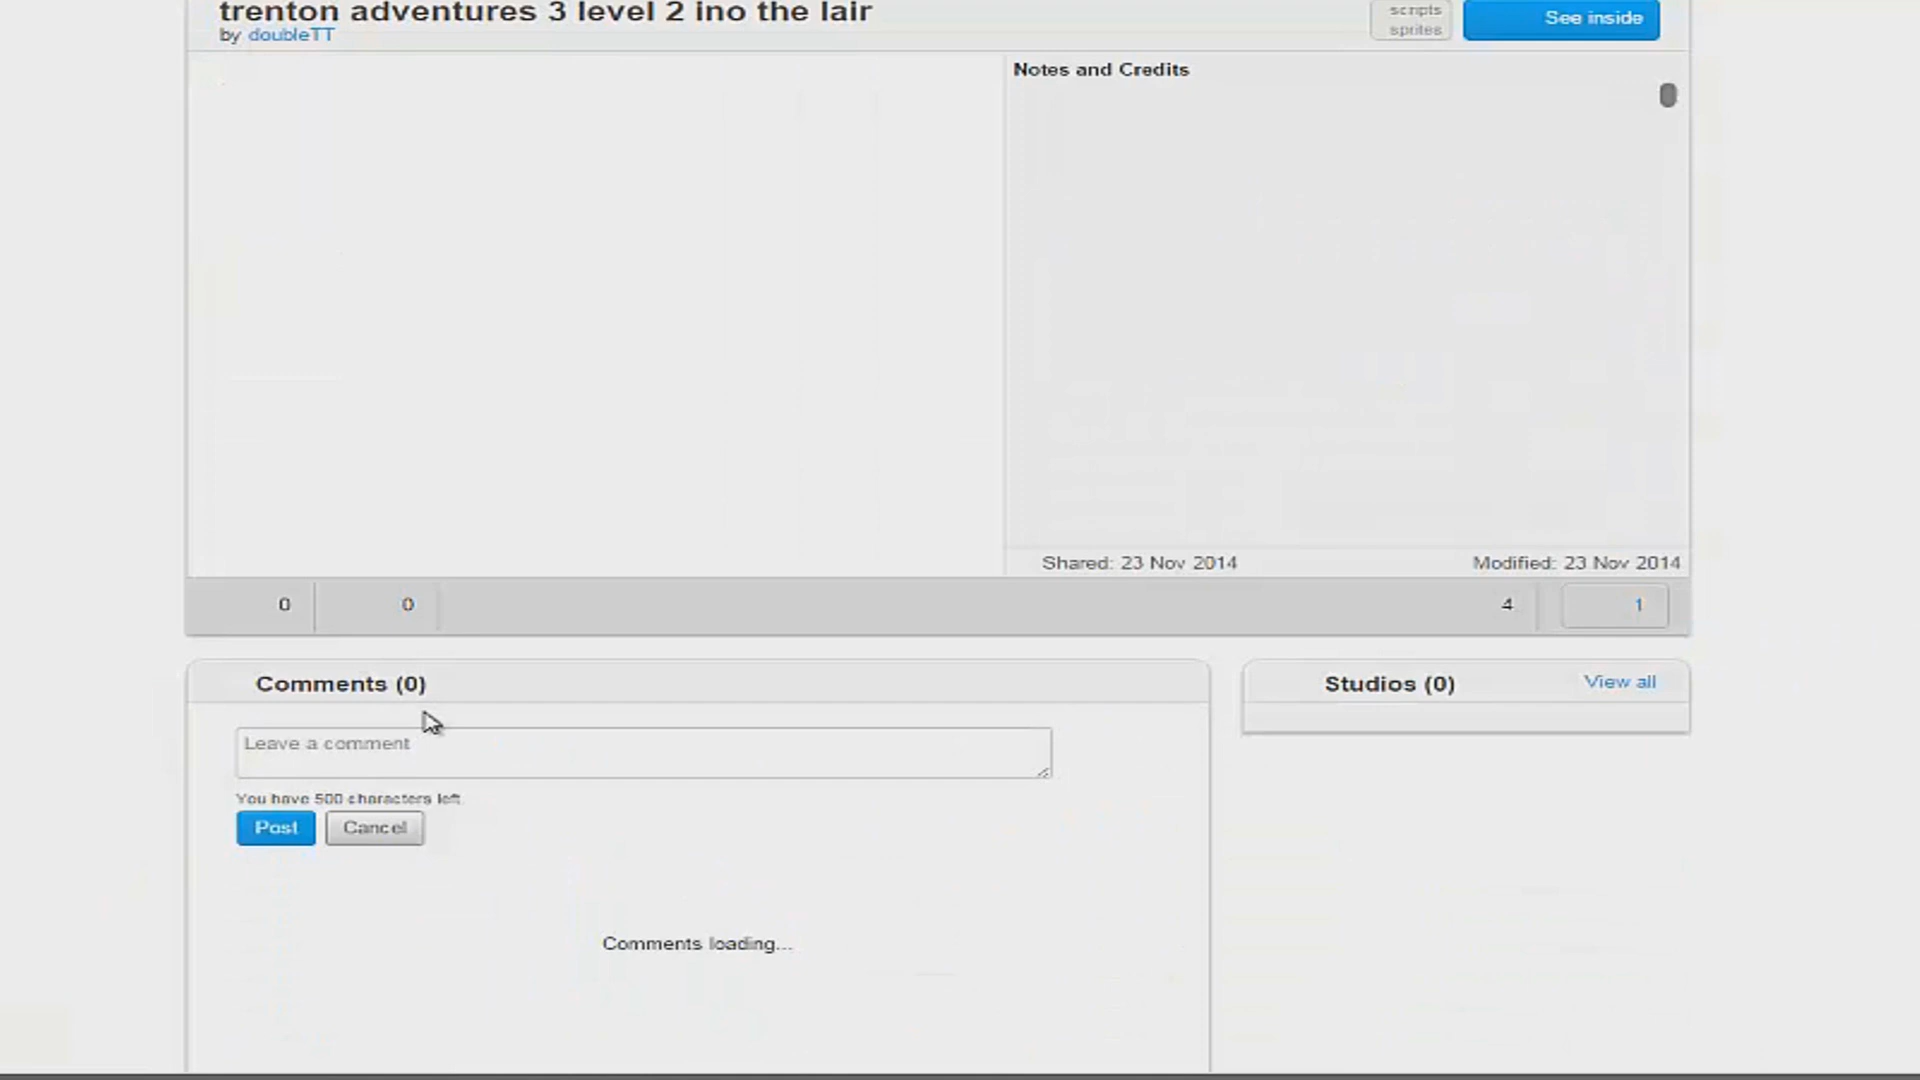 trenton adventures 3 level 2 ino the lair
by doubleTT
scripts
sprites
See inside
Notes and Credits
Shared: 23 Nov 2014
Modified: 23 Nov 2014
0
0
4
1
Comments (0)
Studios (0)
View all
Leave a comment
You have 500 characters left
Post
Cancel
Comments loading...